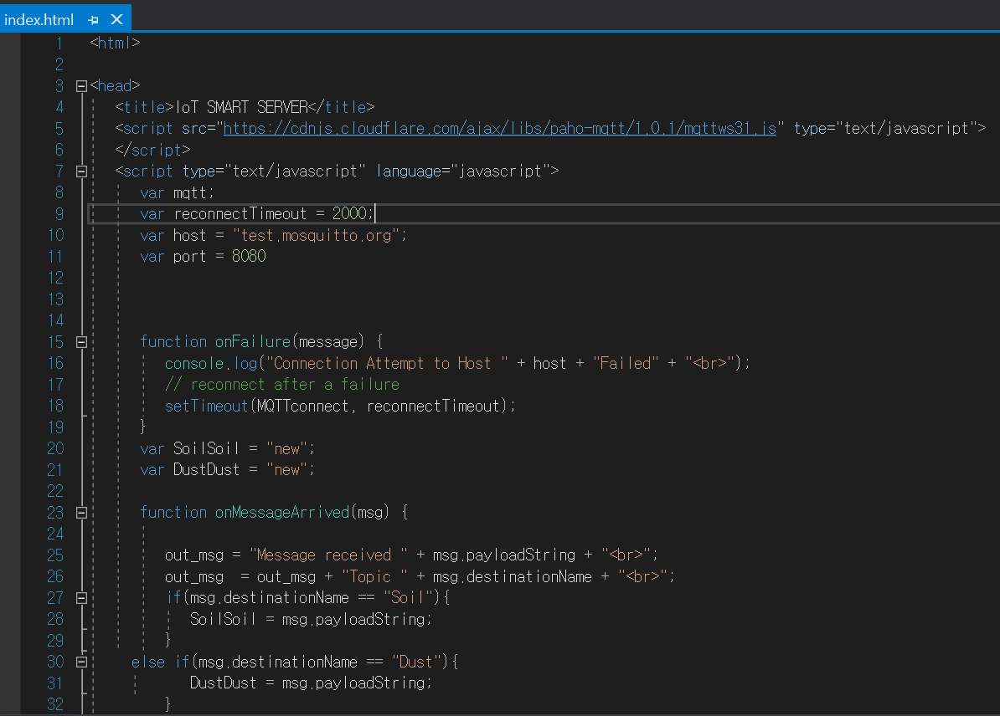 index.html
1 <html>
2
3 <head>
4 <title>IoT SMART SERVER</title>
5 <script src="https://cdnjs.cloudflare.com/ajax/libs/paho-mqtt/1.0.1/mqttws31.js" type="text/javascript">
6 </script>
7 <script type="text/javascript" language="javascript">
8 var mqtt;
9 var reconnectTimeout = 2000;
10 var host = "test.mosquitto.org";
11 var port = 8080
12
13
14
15 function onFailure(message) {
16 console.log("Connection Attempt to Host " + host + "Failed" + "<br>");
17 // reconnect after a failure
18 setTimeout(MQTTconnect, reconnectTimeout);
19 }
20 var SoilSoil = "new";
21 var DustDust = "new";
22
23 function onMessageArrived(msg) {
24
25 out_msg = "Message received " + msg.payloadString + "<br>";
26 out_msg  = out_msg + "Topic " + msg.destinationName + "<br>";
27 if(msg.destinationName == "Soil"){
28 SoilSoil = msg.payloadString;
29 }
30 else if(msg.destinationName == "Dust"){
31 DustDust = msg.payloadString;
32 }